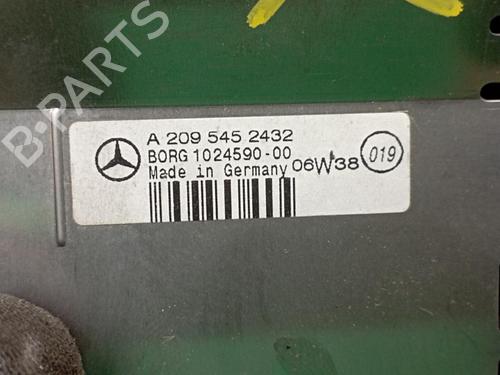 B-PARTS
A 209 545 2432
BORG 1024590-00
Made in Germany 06W38 019